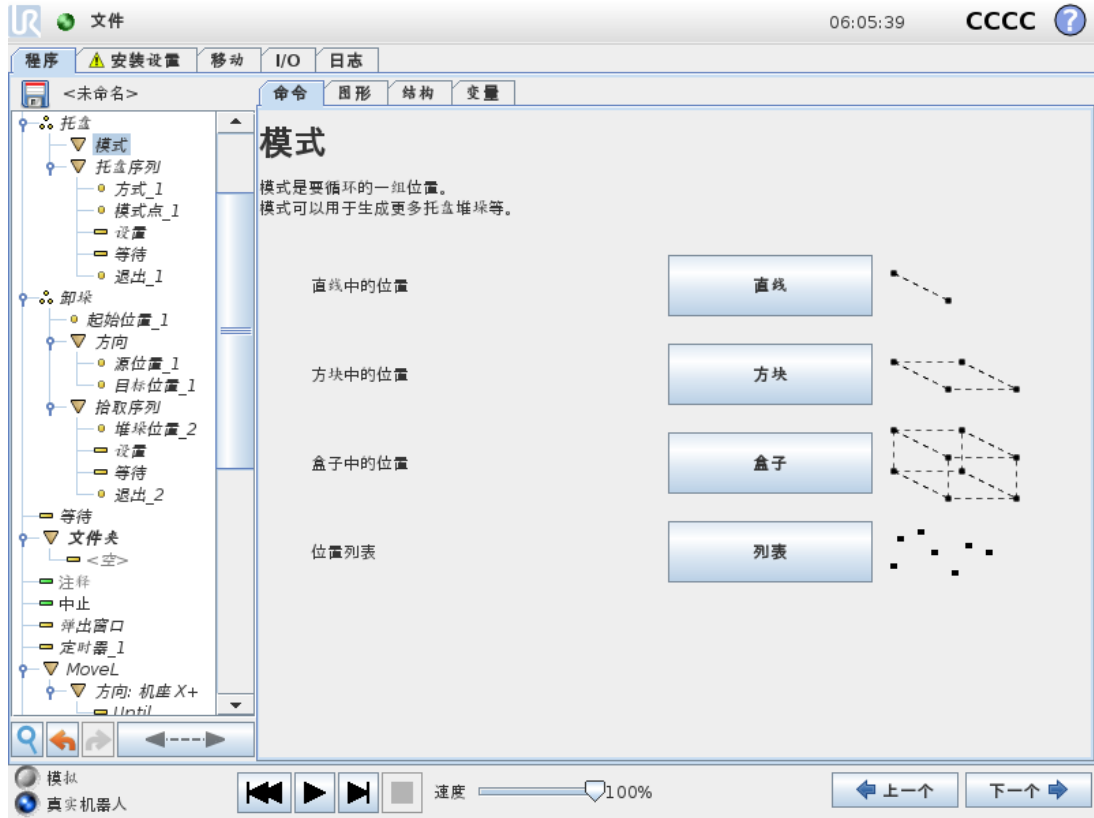 UR 文件 06:05:39 CCCC ?
程序 安装设置 移动 I/O 日志
<未命名>
命令 图形 结构 变量
托盘
模式
托盘序列
方式_1
模式点_1
设置
等待
退出_1
卸垛
起始位置_1
方向
源位置_1
目标位置_1
拾取序列
堆垛位置_2
设置
等待
退出_2
等待
文件夹
<空>
注释
中止
弹出窗口
定时器_1
MoveL
方向: 机座 X+
Until
模式
模式是要循环的一组位置。
模式可以用于生成更多托盘堆垛等。
直线中的位置 直线
方块中的位置 方块
盒子中的位置 盒子
位置列表 列表
模拟
真实机器人
速度 100%
上一个 下一个